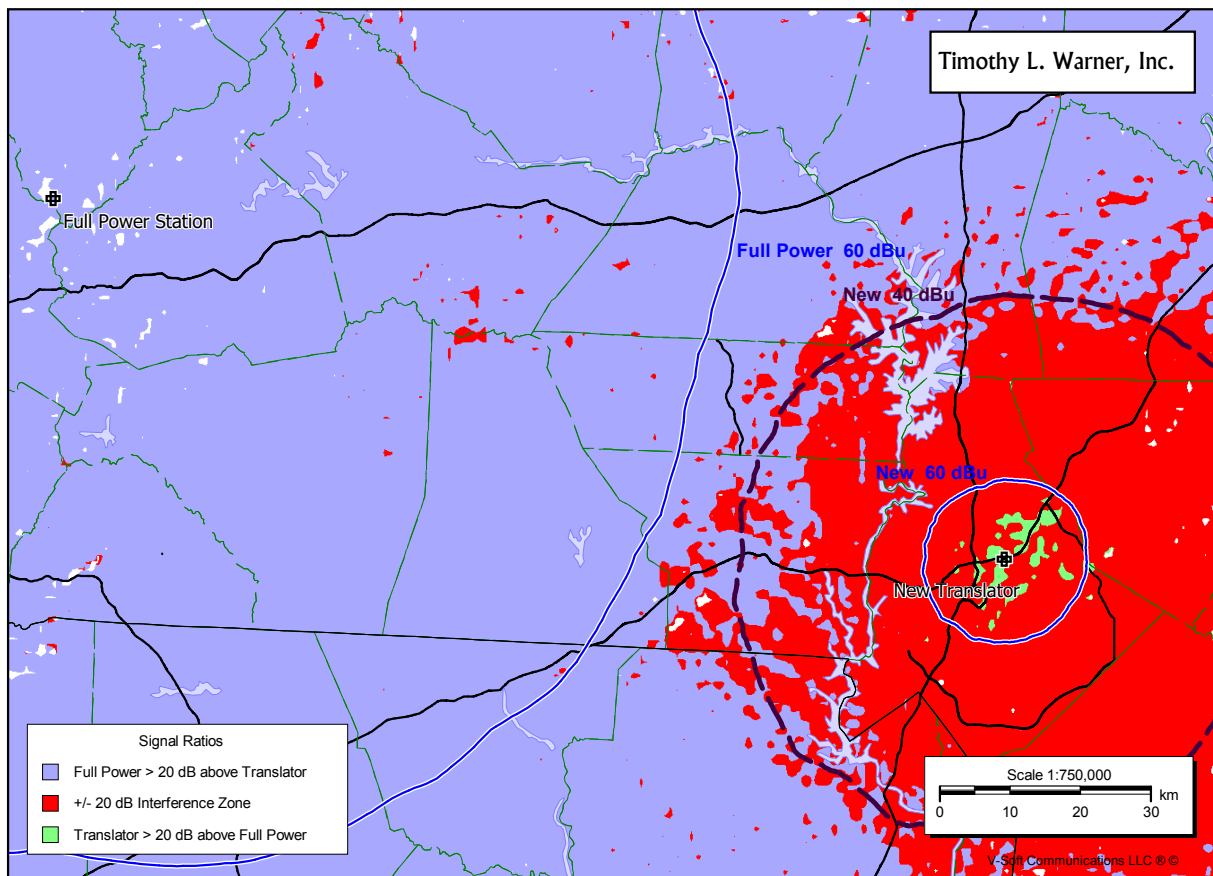 Timothy L. Warner, Inc.
Full Power Station
Full Power 60 dBu
New 40 dBu
New 60 dBu
New Translator
Signal Ratios
Full Power > 20 dB above Translator
+/- 20 dB Interference Zone
Translator > 20 dB above Full Power
Scale 1:750,000
km
0 10 20 30
V-Soft Communications LLC ® ©